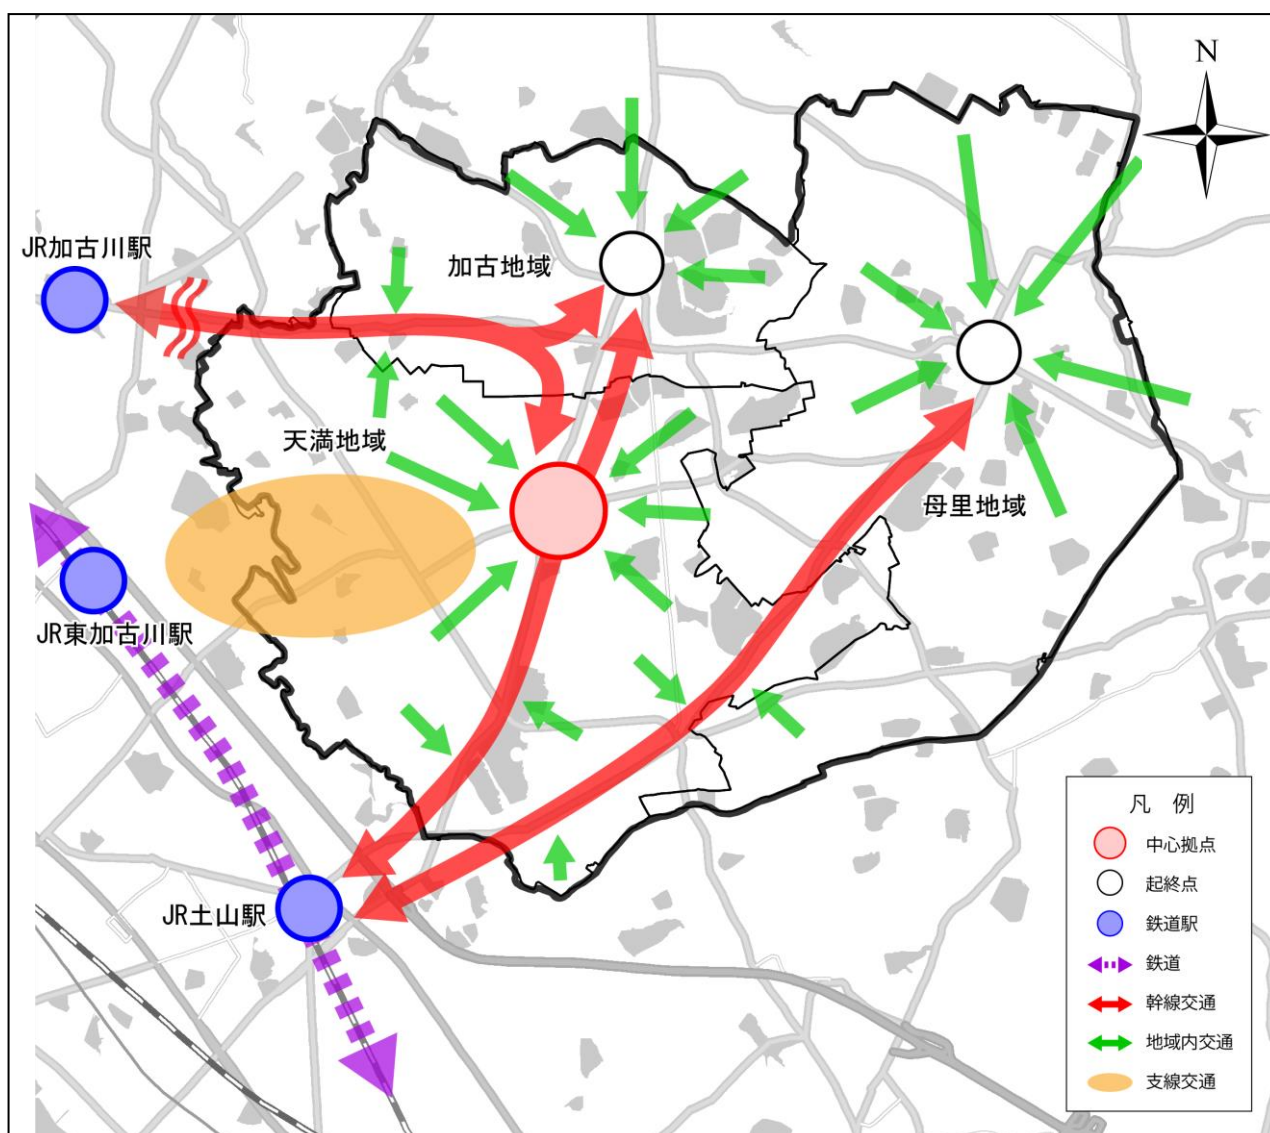 N
JR加古川駅
加古地域
天満地域
母里地域
JR東加古川駅
JR土山駅
凡 例
中心拠点
起終点
鉄道駅
鉄道
幹線交通
地域内交通
支線交通